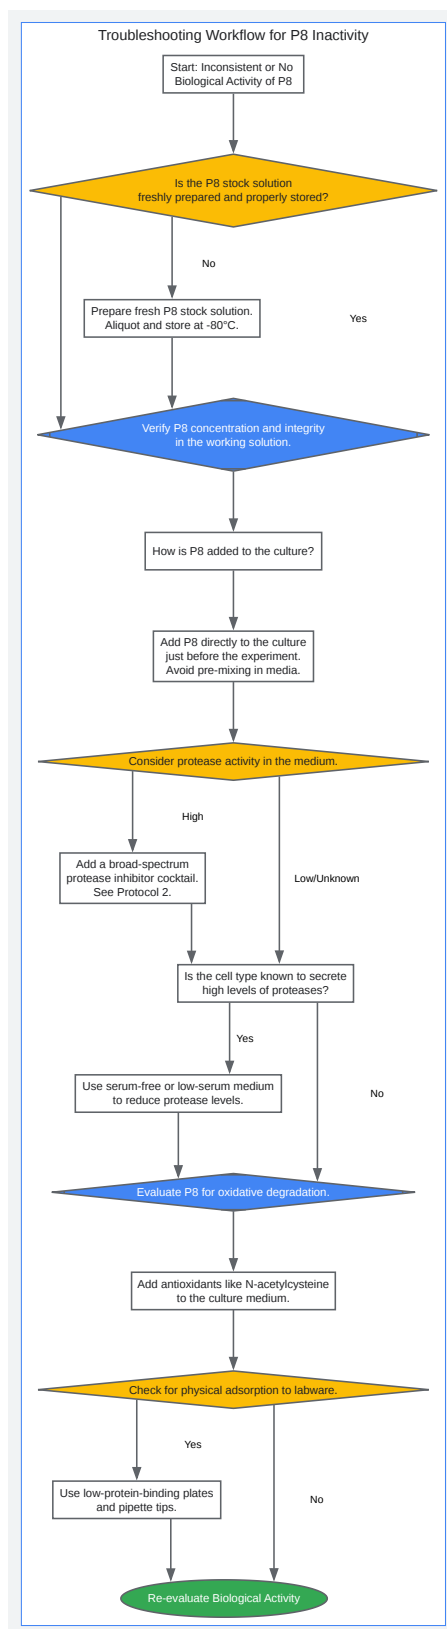 Troubleshooting Workflow for P8 Inactivity
Start: Inconsistent or No
Biological Activity of P8
Is the P8 stock solution
freshly prepared and properly stored?
No
Prepare fresh P8 stock solution.
Aliquot and store at -80°C.
Yes
Verify P8 concentration and integrity
in the working solution.
How is P8 added to the culture?
Add P8 directly to the culture
just before the experiment.
Avoid pre-mixing in media.
Consider protease activity in the medium.
High
Add a broad-spectrum
protease inhibitor cocktail.
See Protocol 2.
Low/Unknown
Is the cell type known to secrete
high levels of proteases?
Yes
Use serum-free or low-serum medium
to reduce protease levels.
No
Evaluate P8 for oxidative degradation.
Add antioxidants like N-acetylcysteine
to the culture medium.
Check for physical adsorption to labware.
Yes
Use low-protein-binding plates
and pipette tips.
No
Re-evaluate Biological Activity